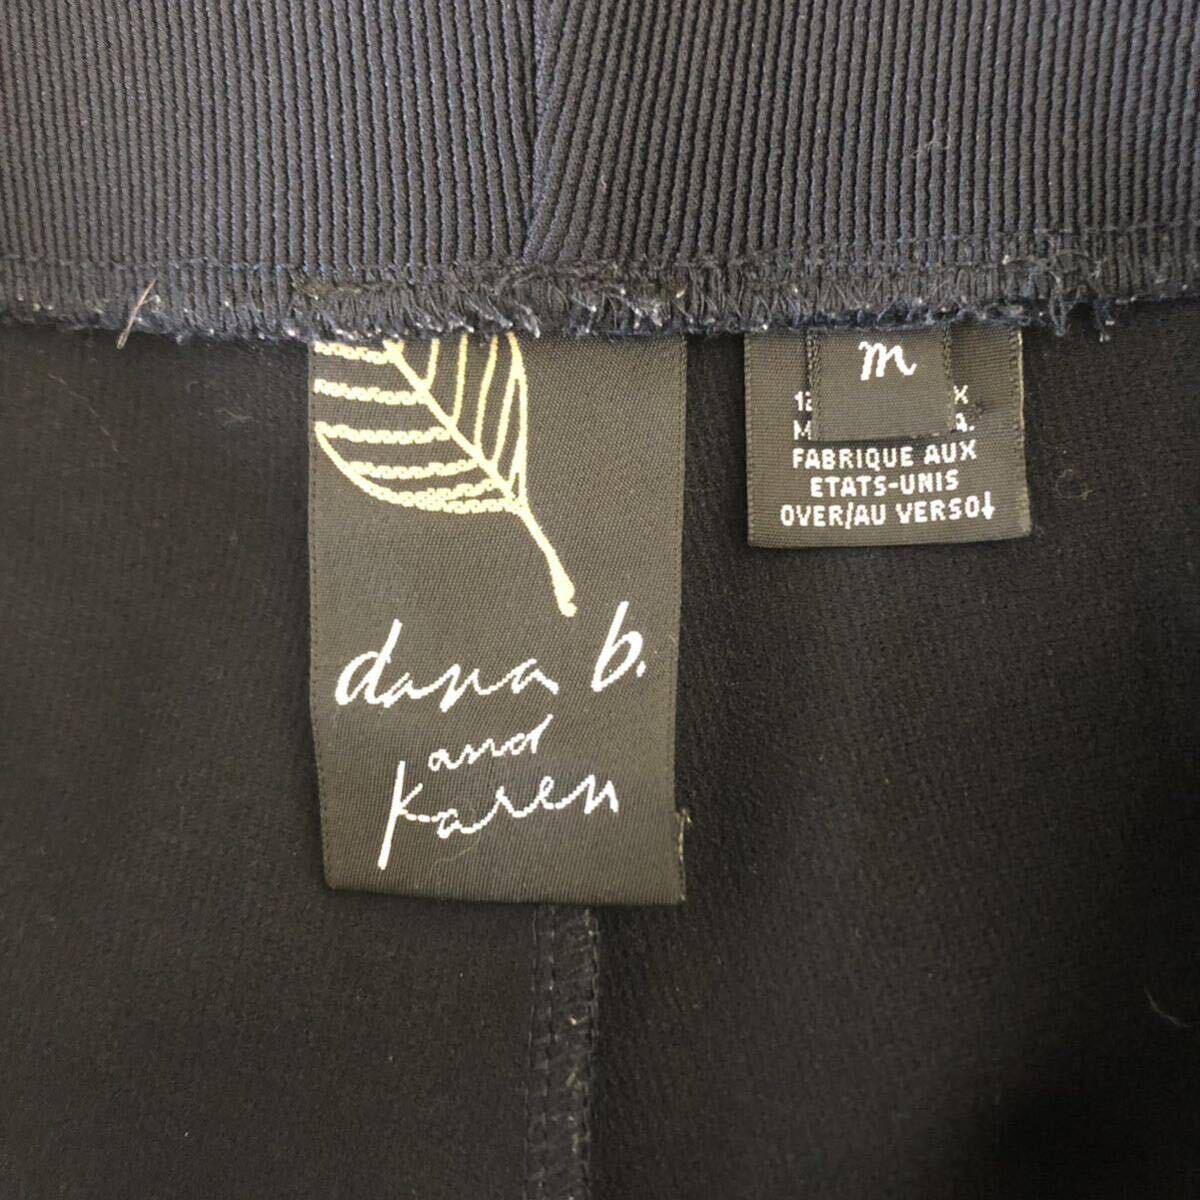 dana b.
and
karen
m
FABRIQUE AUX
ETATS-UNIS
OVER/AU VERSO↓